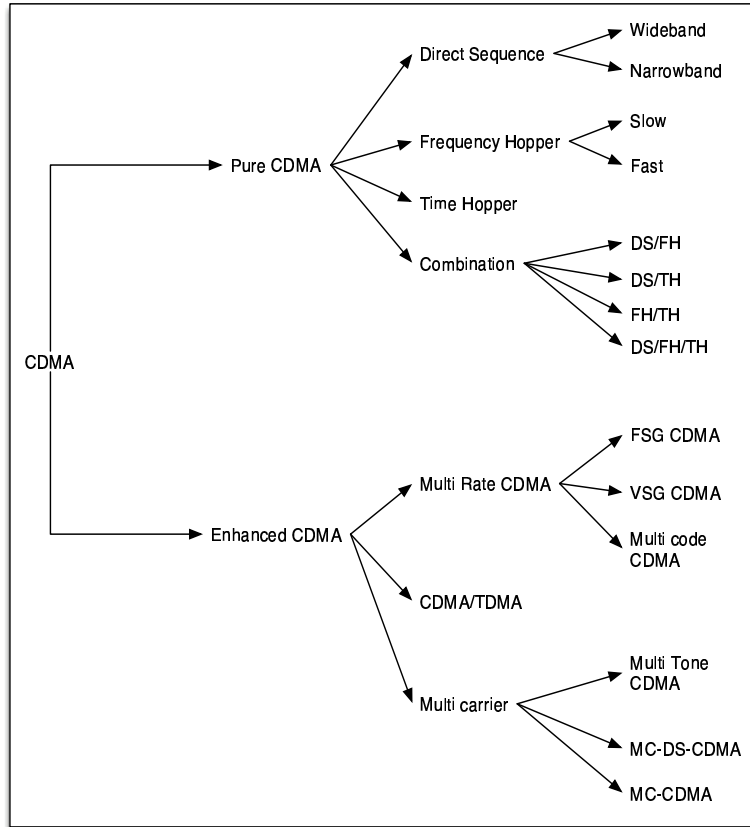 Wideband
Direct Sequence
Narrowband
Slow
Frequency Hopper
Pure CDMA
Fast
Time Hopper
DS/FH
Combination
DS/TH
FH/TH
DS/FH/TH
CDMA
FSG CDMA
Multi Rate CDMA
VSG CDMA
Enhanced CDMA
Multi code
CDMA
CDMA/TDMA
Multi Tone
CDMA
Multi carrier
MC-DS-CDMA
MC-CDMA